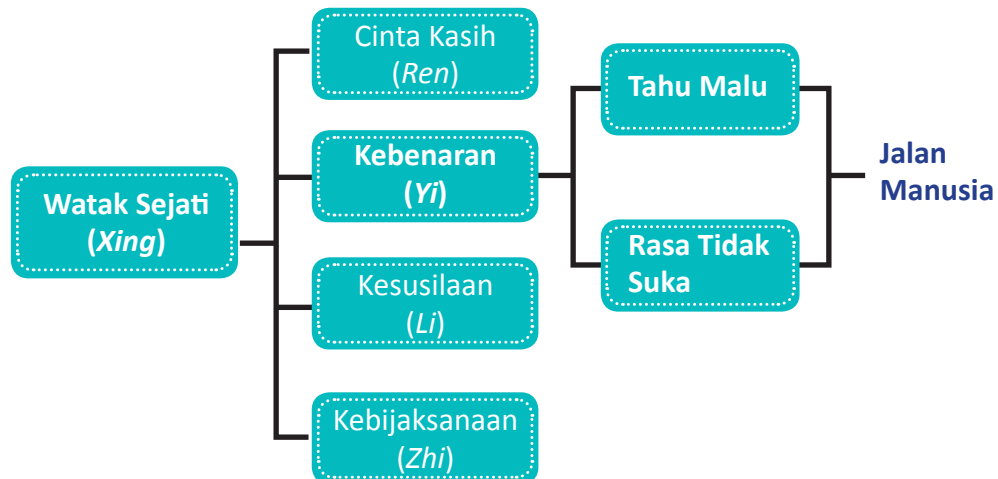 Watak Sejati
(Xing)
Cinta Kasih
(Ren)
Kebenaran
(Yi)
Kesusilaan
(Li)
Kebijaksanaan
(Zhi)
Tahu Malu
Rasa Tidak
Suka
Jalan
Manusia